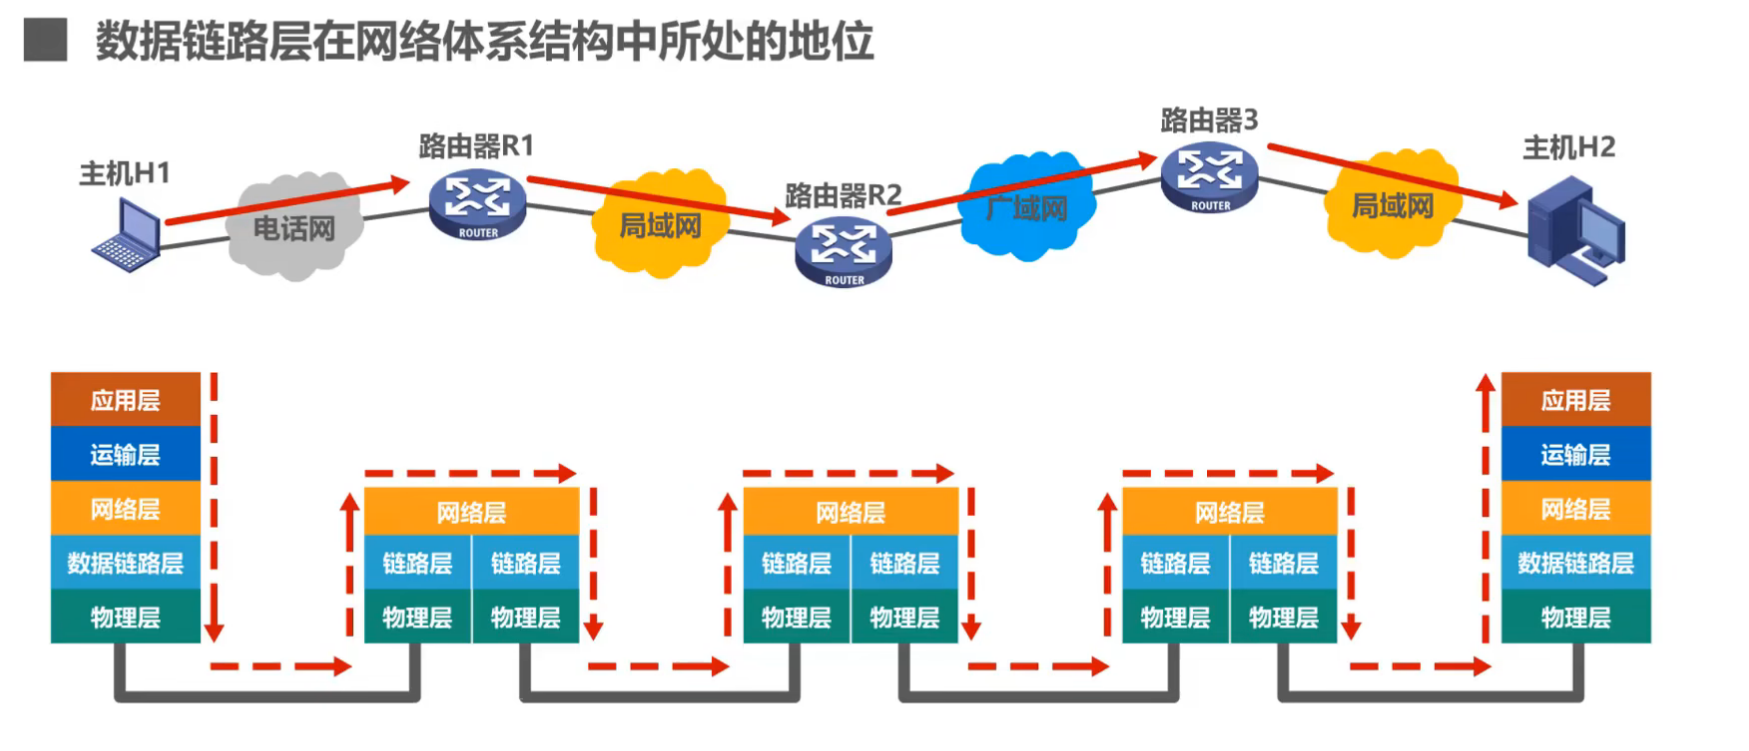 数据链路层在网络体系结构中所处的地位
主机H1
电话网
路由器R1
ROUTER
局域网
路由器R2
ROUTER
广域网
路由器3
ROUTER
局域网
主机H2
应用层
运输层
网络层
数据链路层
物理层
网络层
链路层 链路层
物理层 物理层
网络层
链路层 链路层
物理层 物理层
网络层
链路层 链路层
物理层 物理层
应用层
运输层
网络层
数据链路层
物理层